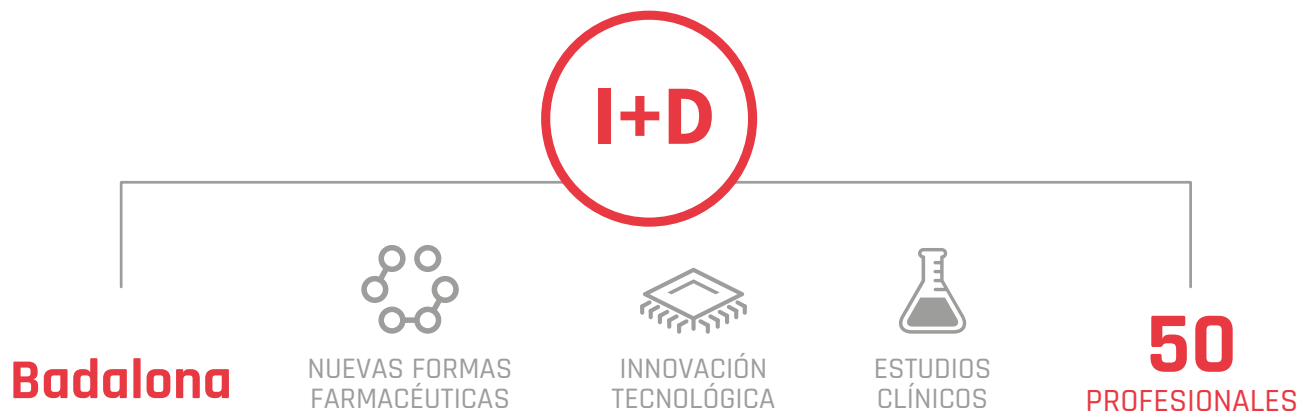 I+D
Badalona
NUEVAS FORMAS
FARMACÉUTICAS
INNOVACIÓN
TECNOLÓGICA
ESTUDIOS
CLÍNICOS
50
PROFESIONALES